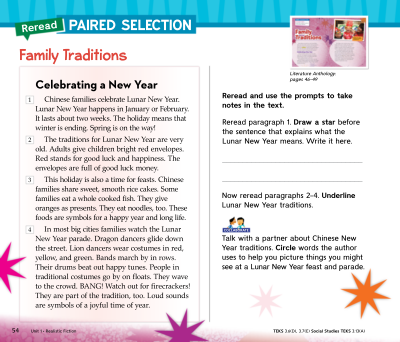 Reread PAIRED SELECTION
Family Traditions
Celebrating a New Year
1 Chinese families celebrate Lunar New Year.
Lunar New Year happens in January or February.
It lasts about two weeks. The holiday means that
winter is ending. Spring is on the way!
2 The traditions for Lunar New Year are very
old. Adults give children bright red envelopes.
Red stands for good luck and happiness. The
envelopes are full of good luck money.
3 This holiday is also a time for feasts. Chinese
families share sweet, smooth rice cakes. Some
families eat a whole cooked fish. They give
oranges as presents. They eat noodles, too. These
foods are symbols for a happy year and long life.
4 In most big cities families watch the Lunar
New Year parade. Dragon dancers glide down
the street. Lion dancers wear costumes in red,
yellow, and green. Bands march by in rows.
Their drums beat out happy tunes. People in
traditional costumes go by on floats. They wave
to the crowd. BANG! Watch out for firecrackers!
They are part of the tradition, too. Loud sounds
are symbols of a joyful time of year.
Family
Traditions
Literature Anthology:
pages 46–49
Reread and use the prompts to take
notes in the text.
Reread paragraph 1. Draw a star before
the sentence that explains what the
Lunar New Year means. Write it here.
Now reread paragraphs 2–4. Underline
Lunar New Year traditions.
COLLABORATE
Talk with a partner about Chinese New
Year traditions. Circle words the author
uses to help you picture things you might
see at a Lunar New Year feast and parade.
54 Unit 1 • Realistic Fiction